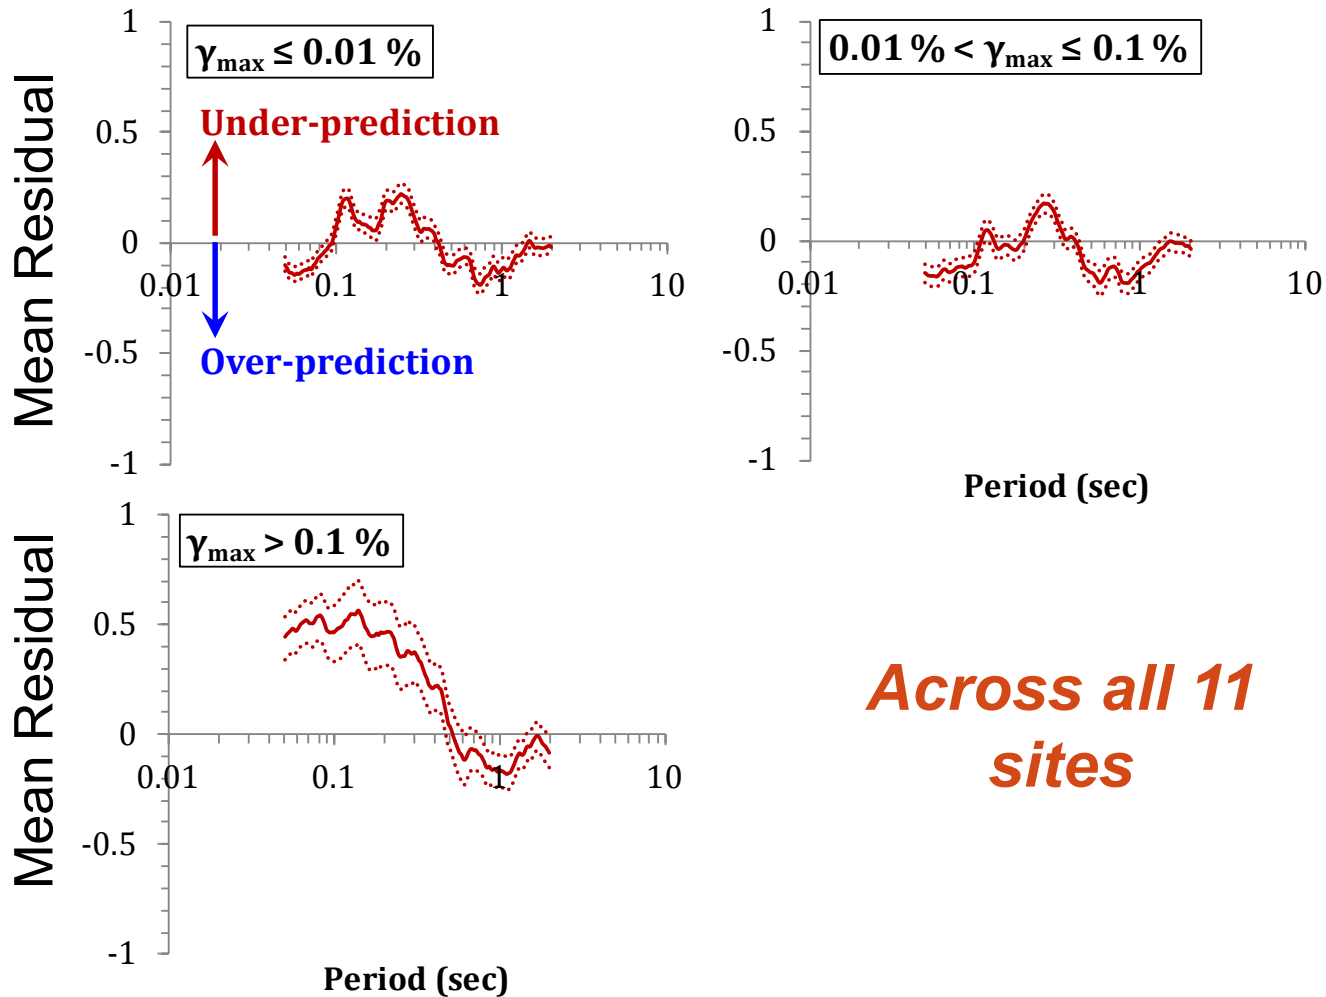 Mean Residual
1
0.5
0
-0.5
-1
0.01
0.1
1
10
γmax ≤ 0.01 %
Under-prediction
Over-prediction
1
0.5
0
-0.5
-1
0.01
0.1
1
10
0.01 % < γmax ≤ 0.1 %
Period (sec)
Mean Residual
1
0.5
0
-0.5
-1
0.01
0.1
1
10
γmax > 0.1 %
Period (sec)
Across all 11
sites